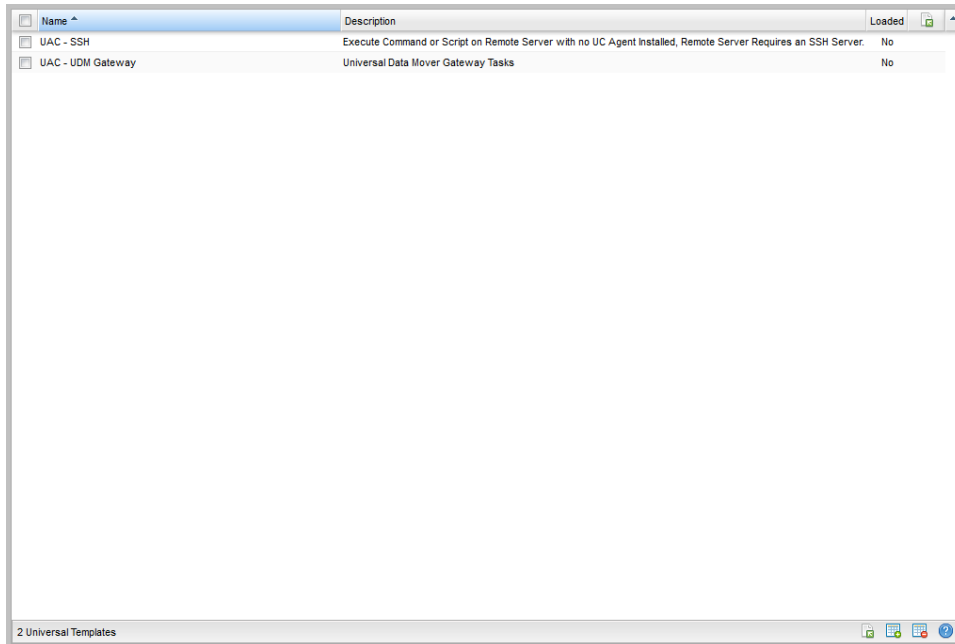 Name Description Loaded
UAC - SSH Execute Command or Script on Remote Server with no UC Agent Installed, Remote Server Requires an SSH Server. No
UAC - UDM Gateway Universal Data Mover Gateway Tasks No
2 Universal Templates